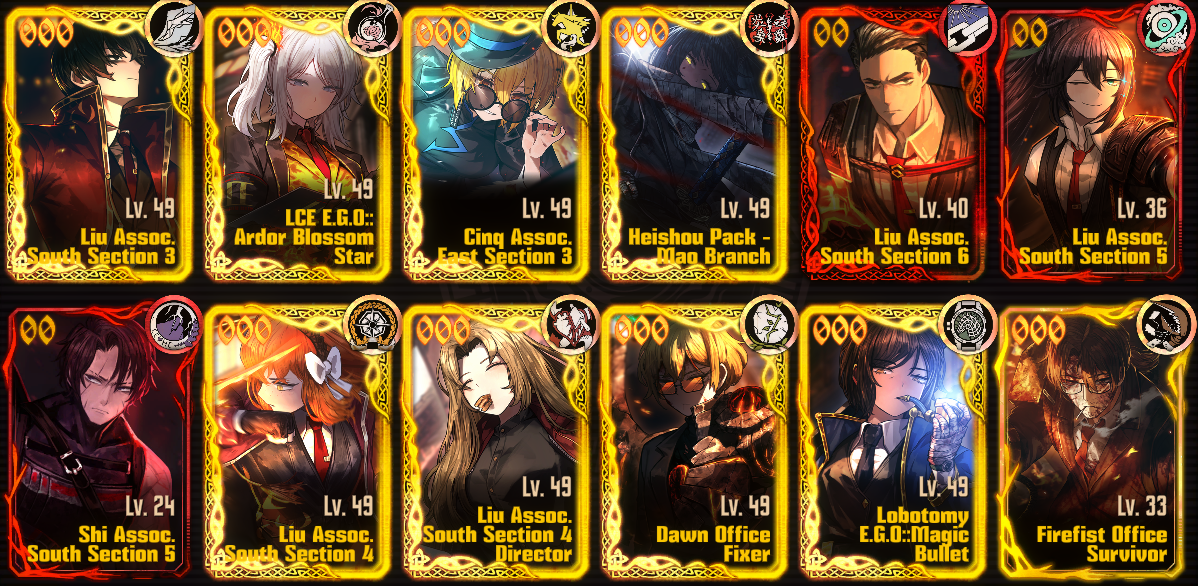 Lv. 49
Liu Assoc.
South Section 3
Lv. 49
LCE E.G.O::
Ardor Blossom
Star
Lv. 49
Cinq Assoc.
East Section 3
Lv. 49
Heishou Pack -
Mao Branch
Lv. 40
Liu Assoc.
South Section 6
Lv. 36
Liu Assoc.
South Section 5
Lv. 24
Shi Assoc.
South Section 5
Lv. 49
Liu Assoc.
South Section 4
Lv. 49
Liu Assoc.
South Section 4
Director
Lv. 49
Dawn Office
Fixer
Lv. 49
Lobotomy
E.G.O::Magic
Bullet
Lv. 33
Firefist Office
Survivor